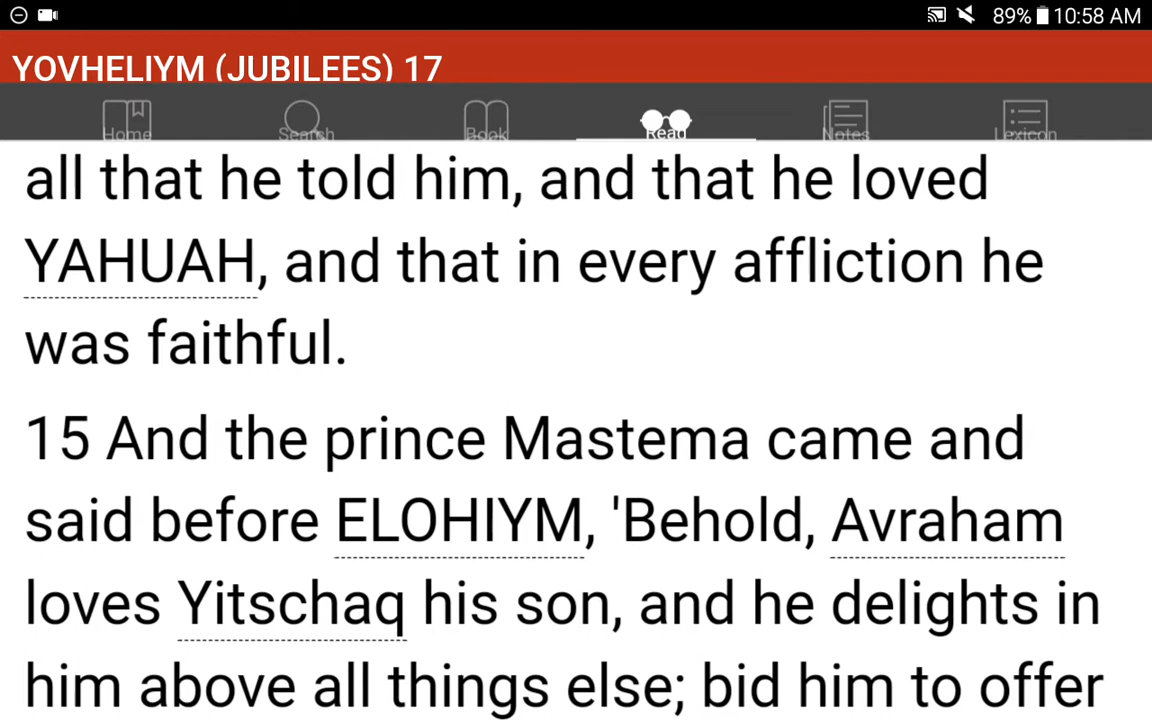 89% 10:58 AM
YOVHELIYM (JUBILEES) 17
Home Search Book Read Notes Lexicon
all that he told him, and that he loved
YAHUAH, and that in every affliction he
was faithful.
15 And the prince Mastema came and
said before ELOHIYM, 'Behold, Avraham
loves Yitschaq his son, and he delights in
him above all things else; bid him to offer